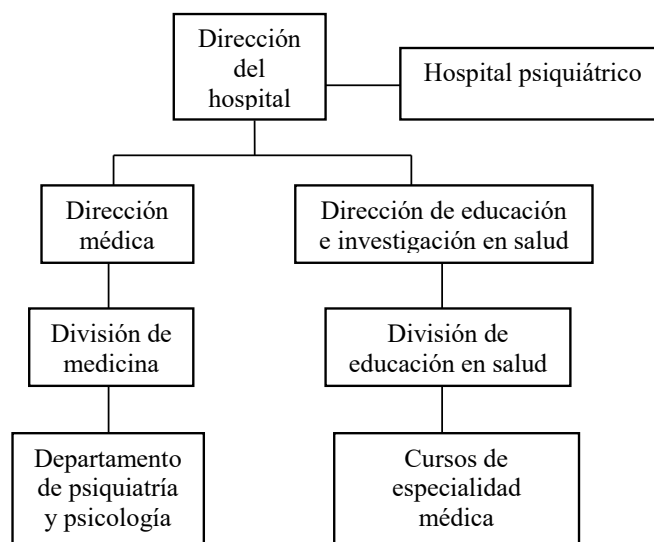 Dirección
del
hospital
Hospital psiquiátrico
Dirección
médica
Dirección de educación
e investigación en salud
División de
medicina
División de
educación en salud
Departamento
de psiquiatría
y psicología
Cursos de
especialidad
médica